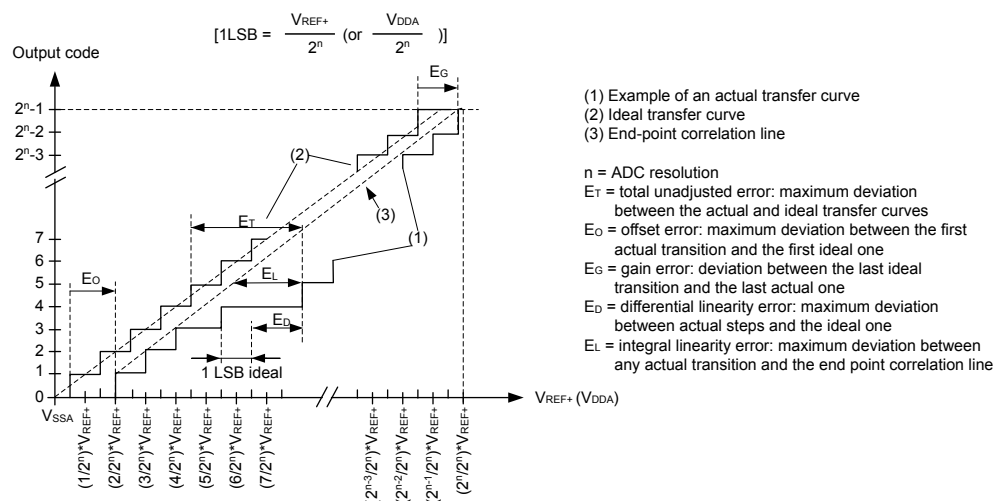 [1LSB = VREF+ / 2ⁿ (or VDDA / 2ⁿ )]
Output code
EG
2ⁿ-1
2ⁿ-2
2ⁿ-3
(2)
(3)
ET
(1)
7
6
5
4
3
2
1
0
EO
EL
ED
1 LSB ideal
VSSA
VREF+ (VDDA)
(1/2ⁿ)*VREF+
(2/2ⁿ)*VREF+
(3/2ⁿ)*VREF+
(4/2ⁿ)*VREF+
(5/2ⁿ)*VREF+
(6/2ⁿ)*VREF+
(7/2ⁿ)*VREF+
(2ⁿ-3/2ⁿ)*VREF+
(2ⁿ-2/2ⁿ)*VREF+
(2ⁿ-1/2ⁿ)*VREF+
(2ⁿ/2ⁿ)*VREF+
(1) Example of an actual transfer curve
(2) Ideal transfer curve
(3) End-point correlation line
n = ADC resolution
ET = total unadjusted error: maximum deviation
between the actual and ideal transfer curves
EO = offset error: maximum deviation between the first
actual transition and the first ideal one
EG = gain error: deviation between the last ideal
transition and the last actual one
ED = differential linearity error: maximum deviation
between actual steps and the ideal one
EL = integral linearity error: maximum deviation between
any actual transition and the end point correlation line